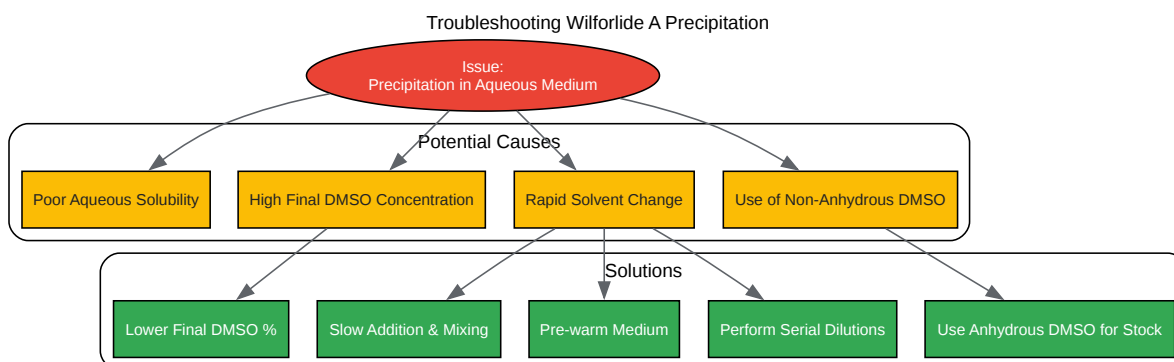 Troubleshooting Wilforlide A Precipitation
Issue:
Precipitation in Aqueous Medium
Potential Causes
Poor Aqueous Solubility
High Final DMSO Concentration
Rapid Solvent Change
Use of Non-Anhydrous DMSO
Solutions
Lower Final DMSO %
Slow Addition & Mixing
Pre-warm Medium
Perform Serial Dilutions
Use Anhydrous DMSO for Stock